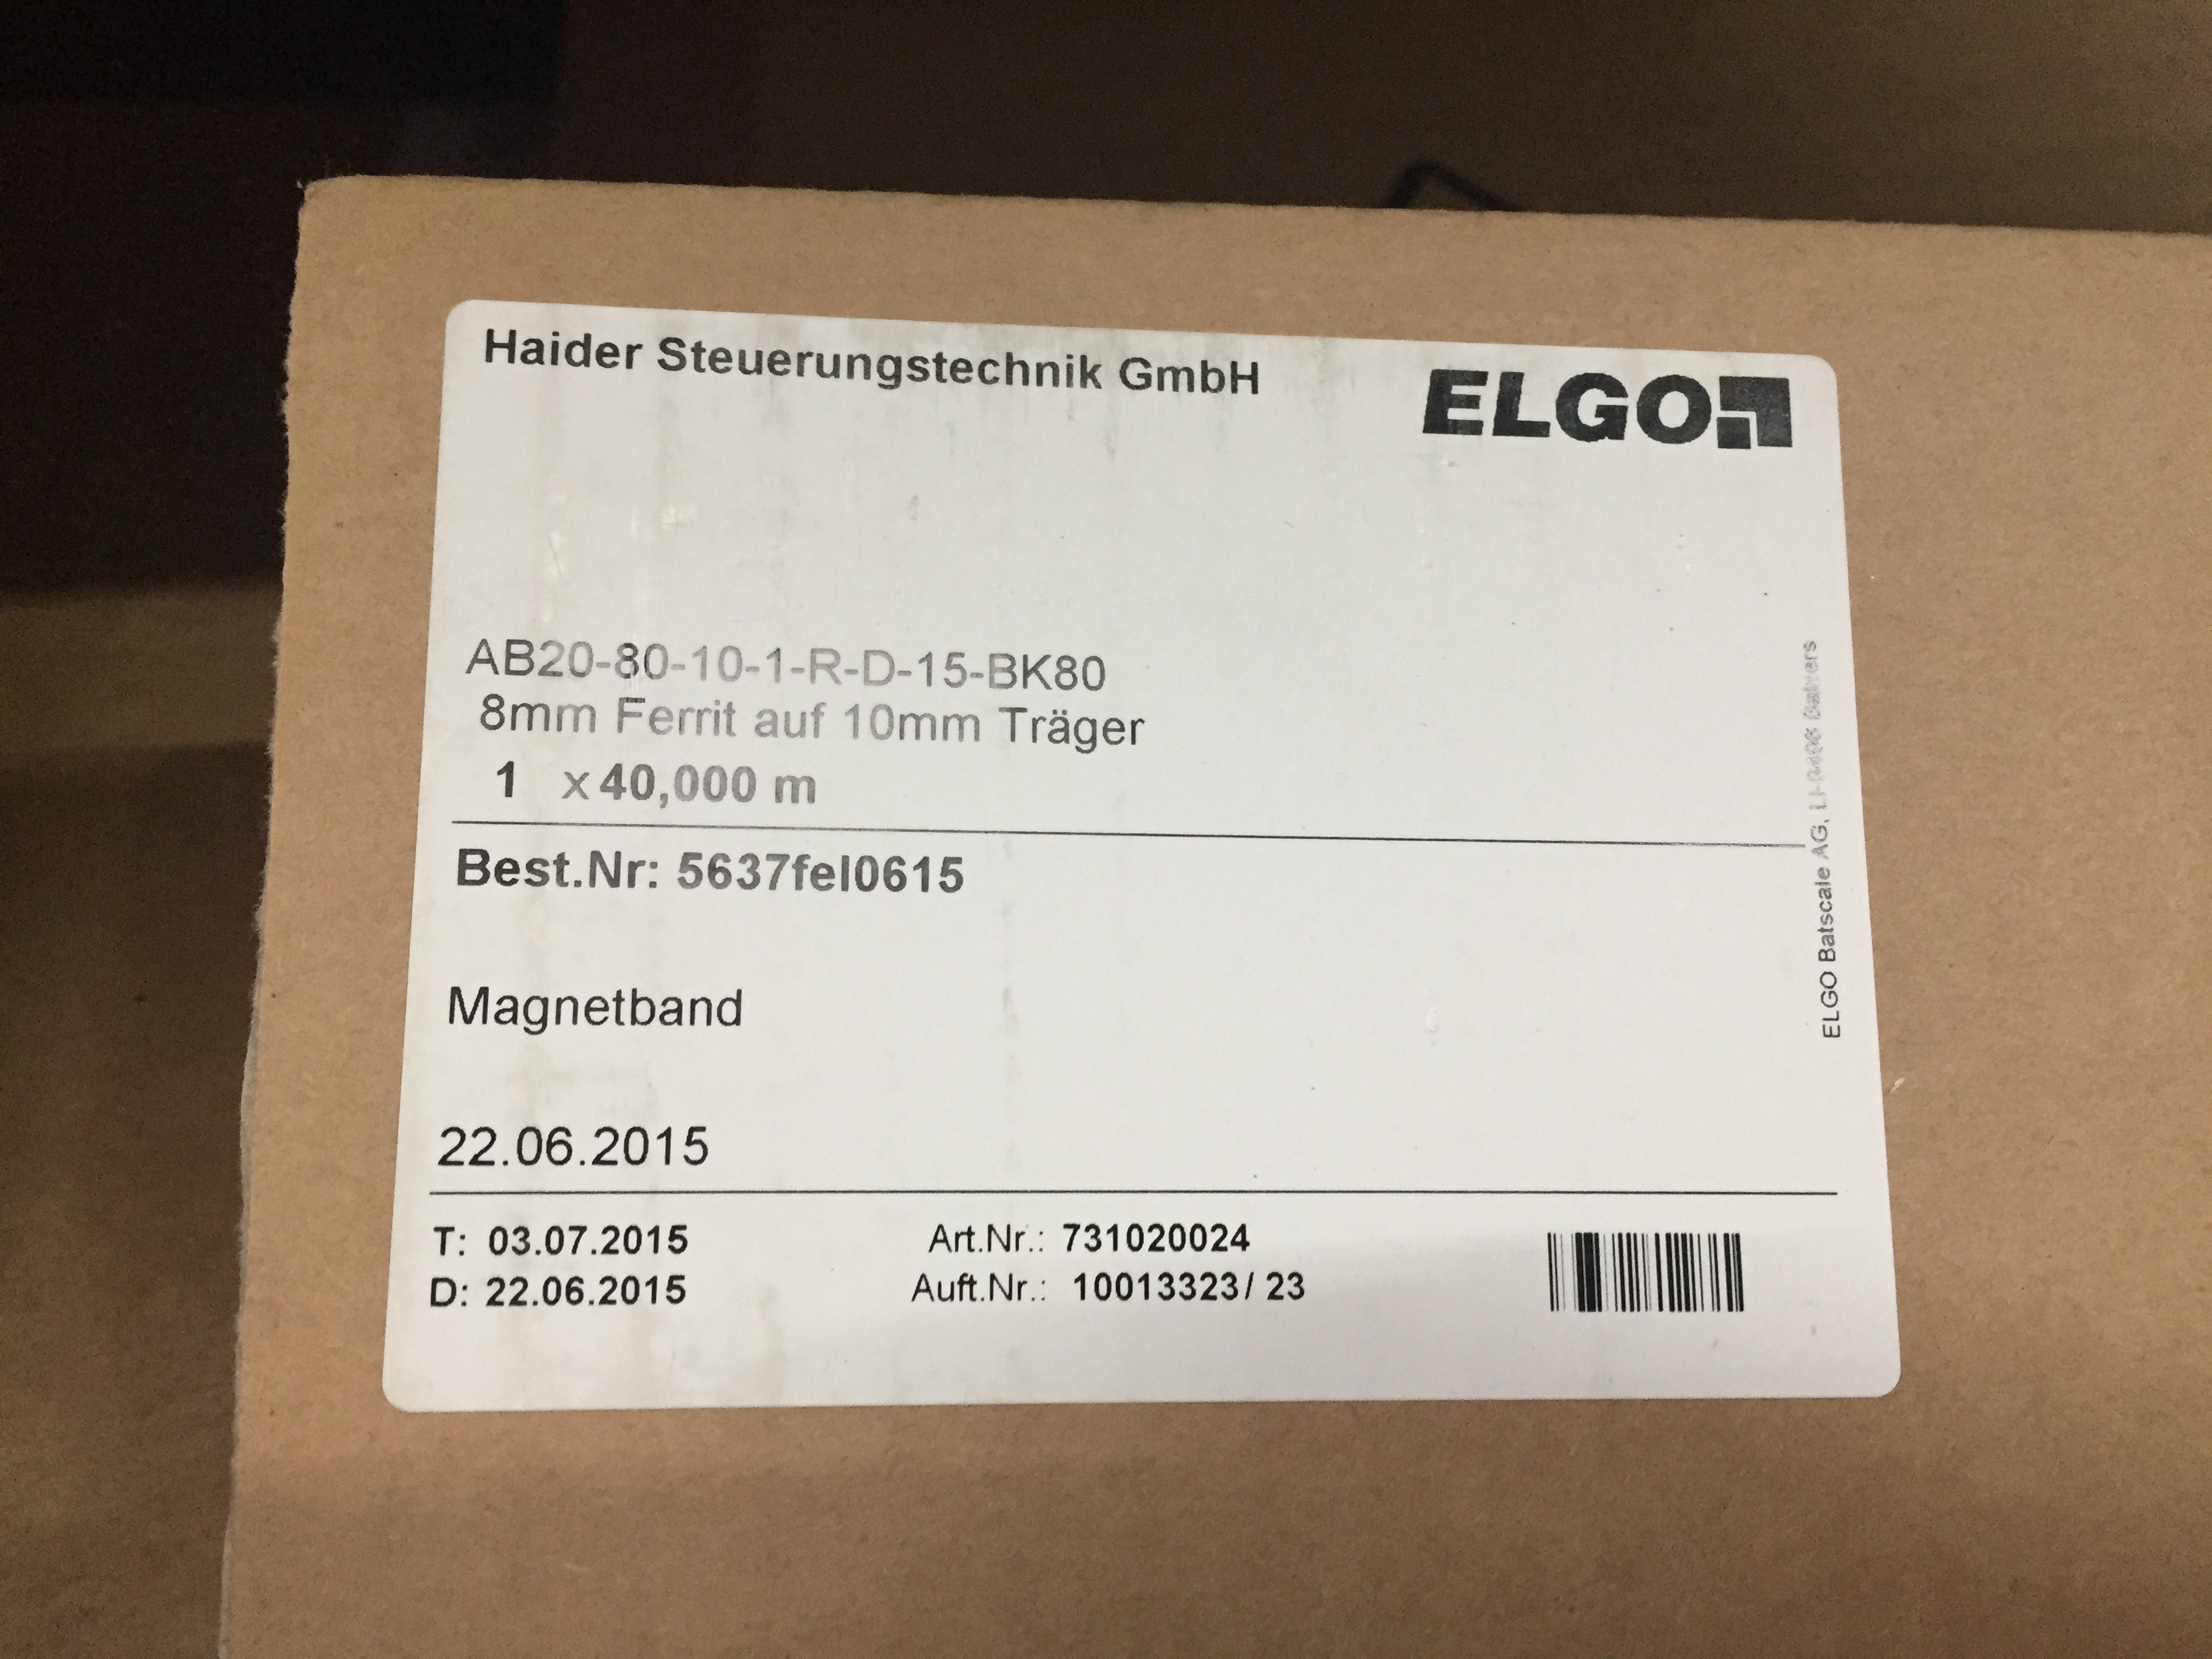 Haider Steuerungstechnik GmbH
ELGO
AB20-80-10-1-R-D-15-BK80
8mm Ferrit auf 10mm Träger
1 x 40,000 m
Best.Nr: 5637fel0615
Magnetband
22.06.2015
T: 03.07.2015 Art.Nr.: 731020024
D: 22.06.2015 Auft.Nr.: 10013323/ 23
ELGO Batscale AG, Balzers